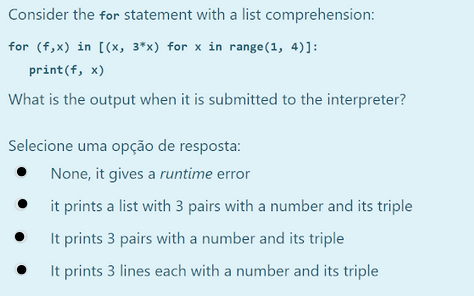 Consider the for statement with a list comprehension:
for (f,x) in [(x, 3*x) for x in range(1, 4)]:
    print(f, x)
What is the output when it is submitted to the interpreter?
Selecione uma opção de resposta:
None, it gives a runtime error
it prints a list with 3 pairs with a number and its triple
It prints 3 pairs with a number and its triple
It prints 3 lines each with a number and its triple